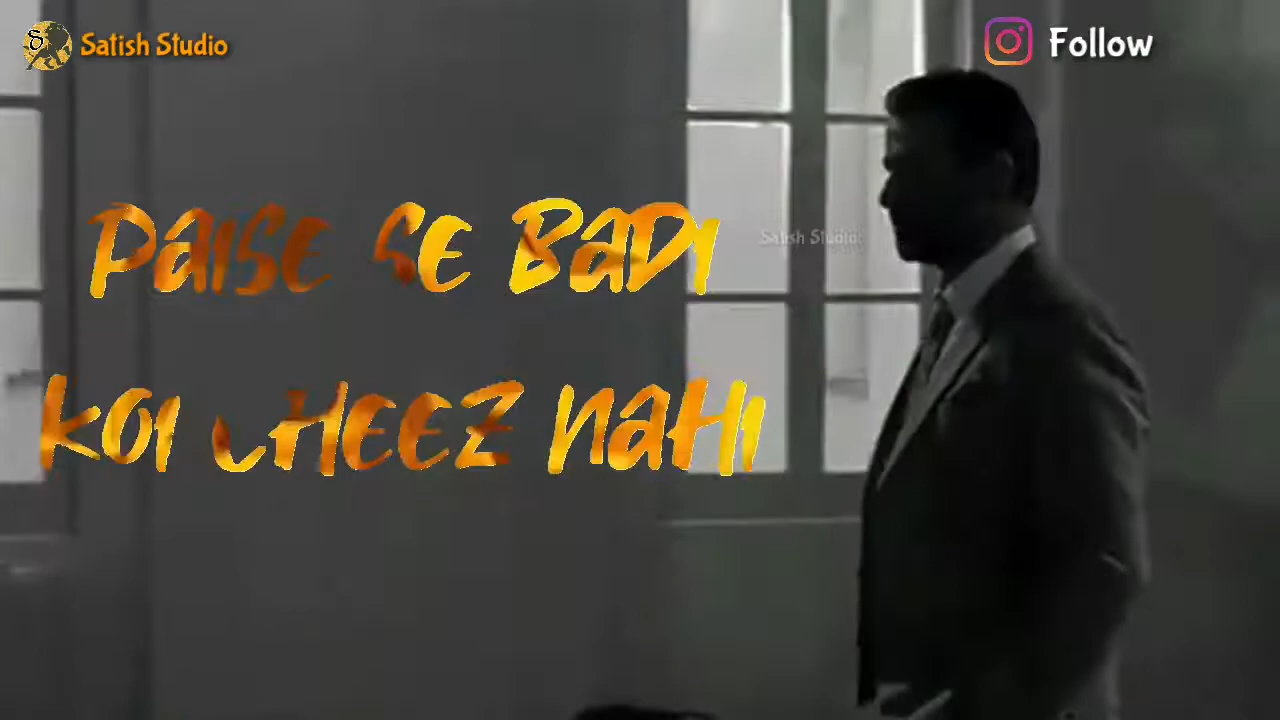 Satish Studio
Follow
Paise se Badi
Satish Studio
Koi Cheez nahi